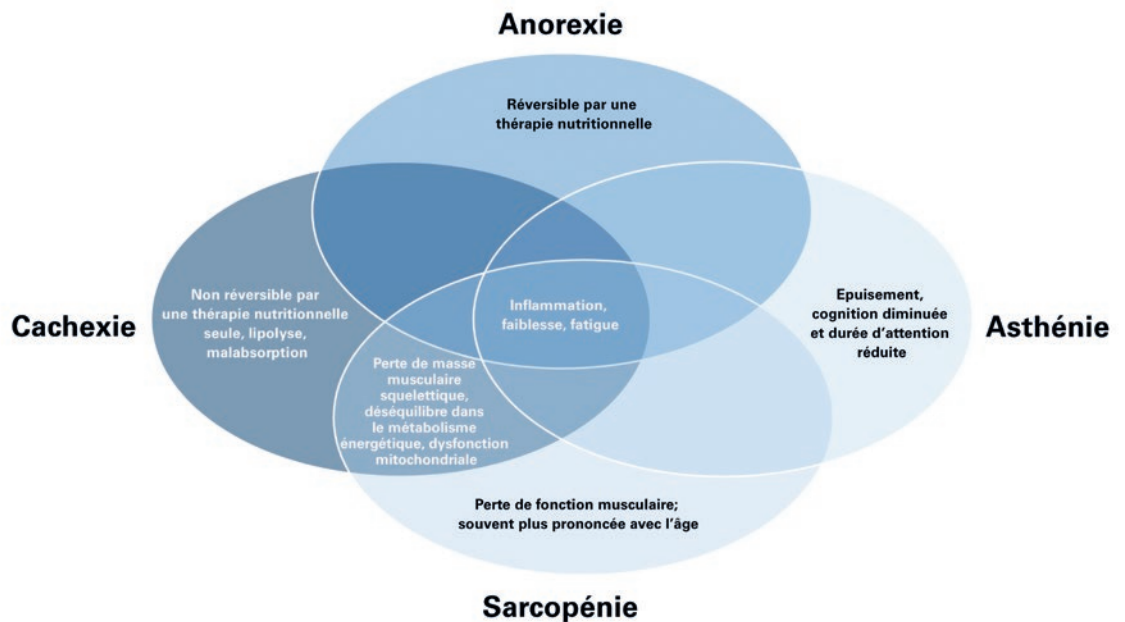 Anorexie
Réversible par une
thérapie nutritionnelle
Cachexie
Non réversible par
une thérapie nutritionnelle
seule, lipolyse,
malabsorption
Inflammation,
faiblesse, fatigue
Epuisement,
cognition diminuée
et durée d'attention
réduite
Asthénie
Perte de masse
musculaire
squelettique,
déséquilibre dans
le métabolisme
énergétique, dysfonction
mitochondriale
Perte de fonction musculaire;
souvent plus prononcée avec l'âge
Sarcopénie